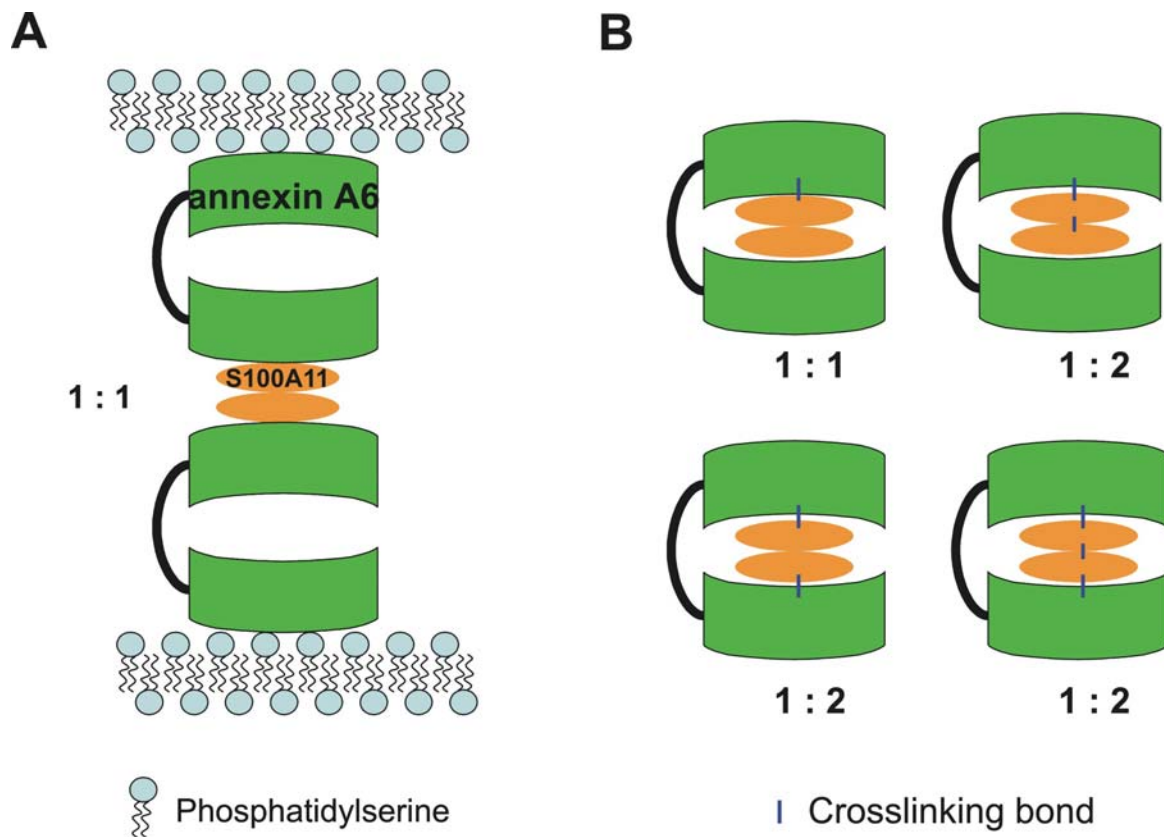 A
annexin A6
S100A11
1 : 1
Phosphatidylserine
B
1 : 1
1 : 2
1 : 2
1 : 2
Crosslinking bond